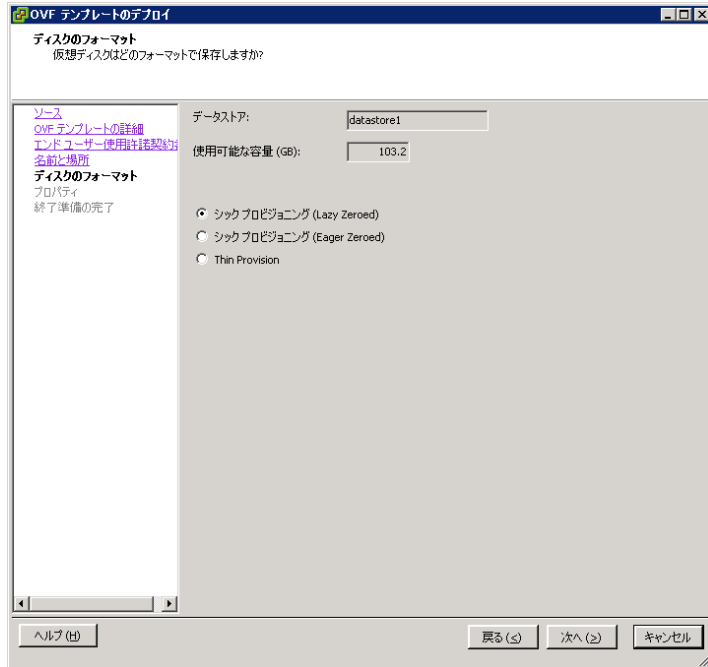 OVF テンプレートのデプロイ
ディスクのフォーマット
仮想ディスクはどのフォーマットで保存しますか?
ソース
OVF テンプレートの詳細
エンド ユーザー使用許諾契約
名前と場所
ディスクのフォーマット
プロパティ
終了準備の完了
データストア:
datastore1
使用可能な容量 (GB):
103.2
シック プロビジョニング (Lazy Zeroed)
シック プロビジョニング (Eager Zeroed)
Thin Provision
ヘルプ (H)
戻る (≤)
次へ (≥)
キャンセル